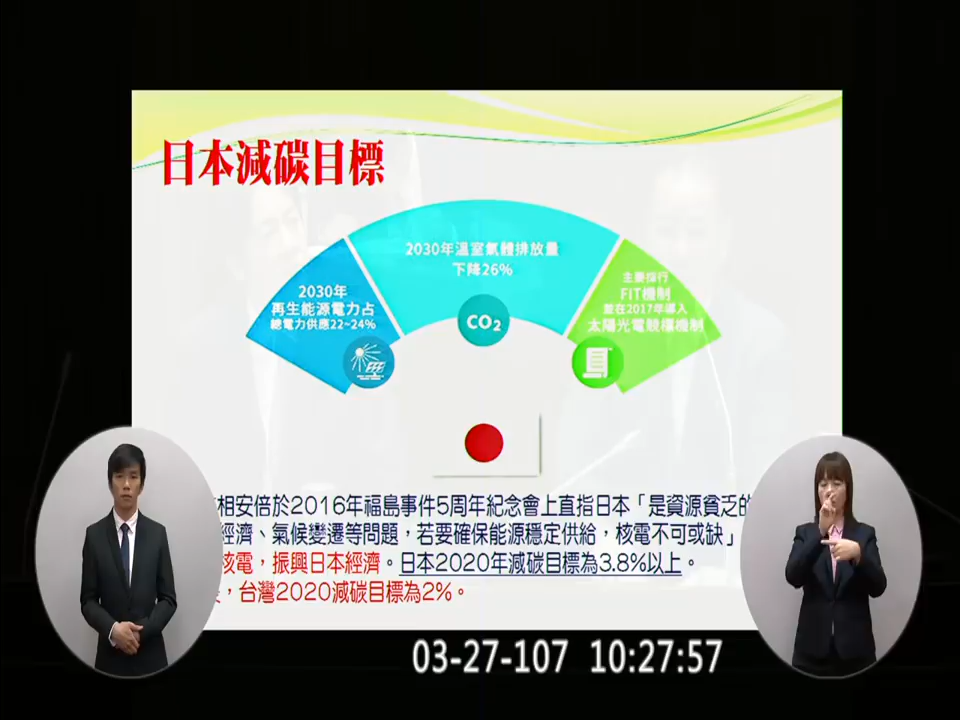 日本減碳目標
2030年溫室氣體排放量
下降26%
2030年
再生能源電力占
總電力供應22~24%
主要推行
FIT機制
並在2017年導入
太陽光電競標機制
CO2
相安倍於2016年福島事件5周年紀念會上直指日本「是資源貧乏的
經濟、氣候變遷等問題，若要確保能源穩定供給，核電不可或缺」
核電，振興日本經濟。日本2020年減碳目標為3.8%以上。
，台灣2020減碳目標為2%。
03-27-107 10:27:57